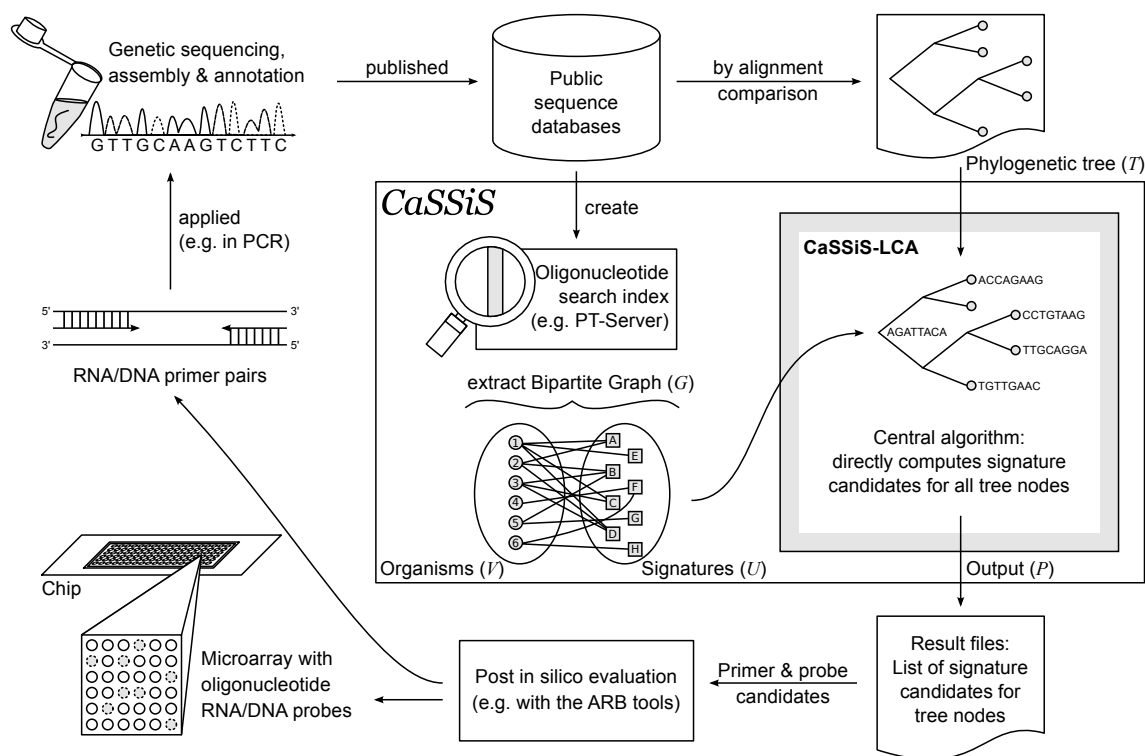 Genetic sequencing,
assembly & annotation
GTTGCAAGTCTTC
published
Public
sequence
databases
by alignment
comparison
Phylogenetic tree (T)
CaSSiS
create
Oligonucleotide
search index
(e.g. PT-Server)
extract Bipartite Graph (G)
1
2
3
4
5
6
A
E
B
F
C
G
D
H
Organisms (V)
Signatures (U)
CaSSiS-LCA
ACCAGAAG
CCTGTAAG
AGATTACA
TTGCAGGA
TGTTGAAC
Central algorithm:
directly computes signature
candidates for all tree nodes
Output (P)
Result files:
List of signature
candidates for
tree nodes
Primer & probe
candidates
Post in silico evaluation
(e.g. with the ARB tools)
applied
(e.g. in PCR)
5' 3'
3' 5'
RNA/DNA primer pairs
Chip
Microarray with
oligonucleotide
RNA/DNA probes